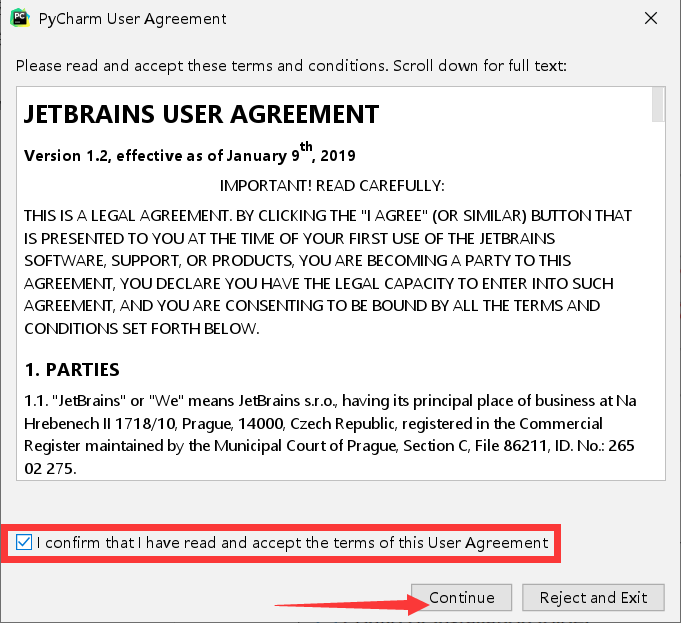 PC
PyCharm User Agreement
Please read and accept these terms and conditions. Scroll down for full text:
JETBRAINS USER AGREEMENT
Version 1.2, effective as of January 9th, 2019
IMPORTANT! READ CAREFULLY:
THIS IS A LEGAL AGREEMENT. BY CLICKING THE "I AGREE" (OR SIMILAR) BUTTON THAT
IS PRESENTED TO YOU AT THE TIME OF YOUR FIRST USE OF THE JETBRAINS
SOFTWARE, SUPPORT, OR PRODUCTS, YOU ARE BECOMING A PARTY TO THIS
AGREEMENT, YOU DECLARE YOU HAVE THE LEGAL CAPACITY TO ENTER INTO SUCH
AGREEMENT, AND YOU ARE CONSENTING TO BE BOUND BY ALL THE TERMS AND
CONDITIONS SET FORTH BELOW.
1. PARTIES
1.1. "JetBrains" or "We" means JetBrains s.r.o., having its principal place of business at Na
Hrebenech II 1718/10, Prague, 14000, Czech Republic, registered in the Commercial
Register maintained by the Municipal Court of Prague, Section C, File 86211, ID. No.: 265
02 275.
I confirm that I have read and accept the terms of this User Agreement
Continue
Reject and Exit